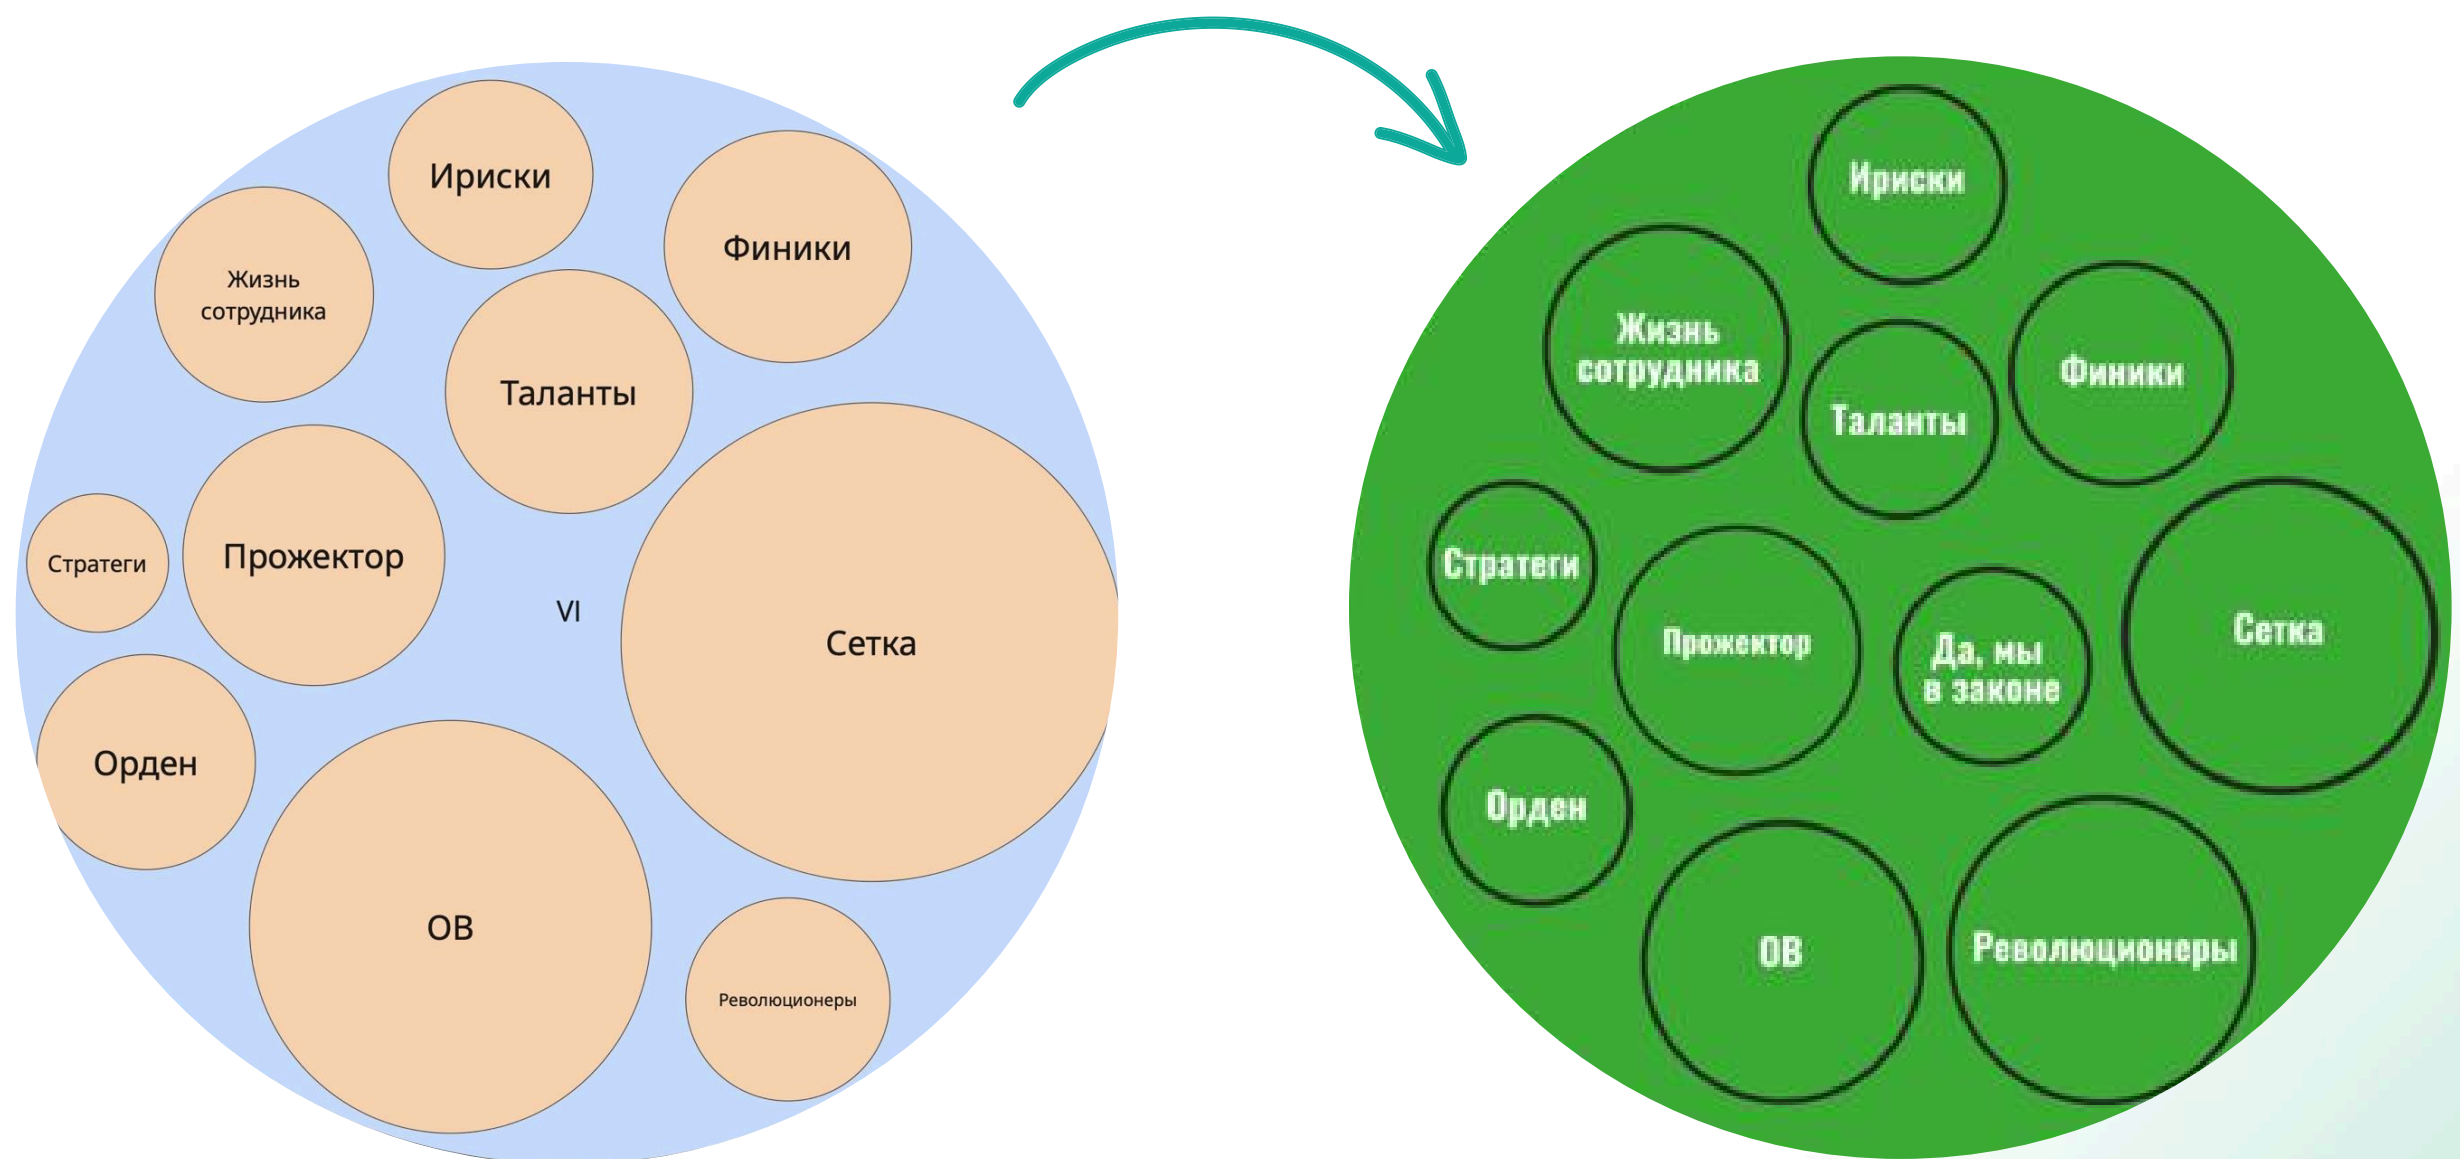 Ириски
Финики
Жизнь
сотрудника
Таланты
Стратеги
Прожектор
VI
Сетка
Орден
ОВ
Революционеры
Ириски
Жизнь
сотрудника
Финики
Таланты
Стратеги
Прожектор
Да, мы
в законе
Сетка
Орден
ОВ
Революционеры